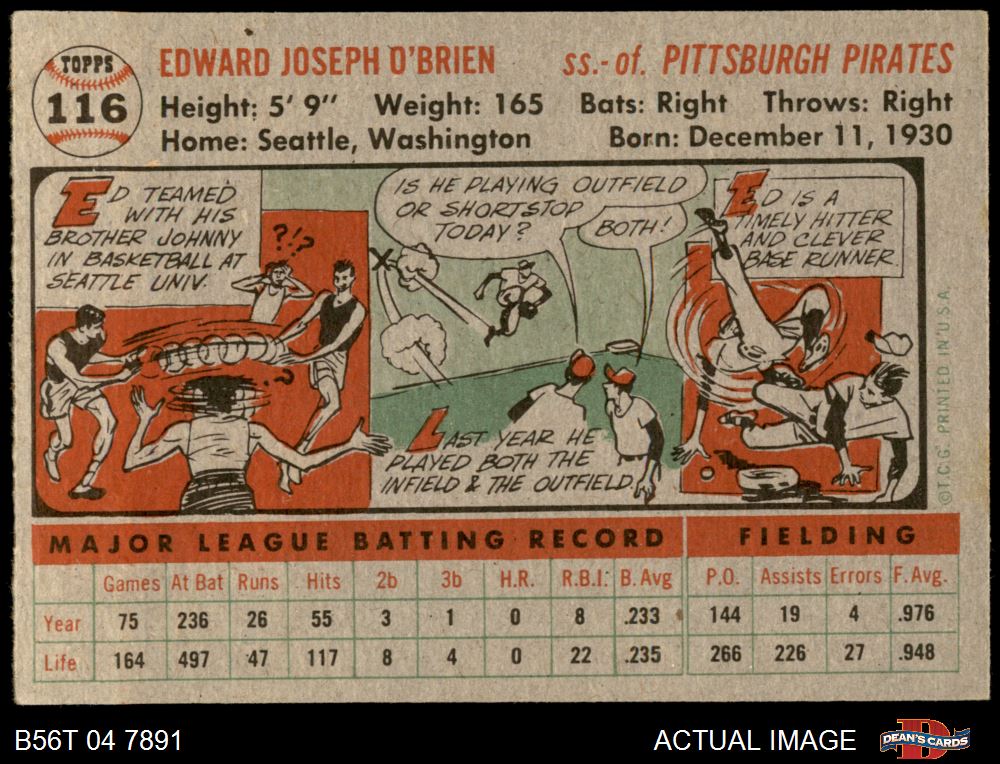 TOPPS
116
EDWARD JOSEPH O'BRIEN ss.- of. PITTSBURGH PIRATES
Height: 5' 9" Weight: 165 Bats: Right Throws: Right
Home: Seattle, Washington Born: December 11, 1930
ED TEAMED
WITH HIS
BROTHER JOHNNY
IN BASKETBALL AT
SEATTLE UNIV.
?!?
?
IS HE PLAYING OUTFIELD
OR SHORTSTOP
TODAY?
BOTH!
LAST YEAR HE
PLAYED BOTH THE
INFIELD & THE OUTFIELD.
ED IS A
TIMELY HITTER
AND CLEVER
BASE RUNNER.
©T.C.G. PRINTED IN U.S.A.
MAJOR LEAGUE BATTING RECORD FIELDING
Games At Bat Runs Hits 2b 3b H.R. R.B.I. B. Avg P.O. Assists Errors F. Avg.
Year 75 236 26 55 3 1 0 8 .233 144 19 4 .976
Life 164 497 47 117 8 4 0 22 .235 266 226 27 .948
B56T 04 7891 ACTUAL IMAGE D DEAN'S CARDS